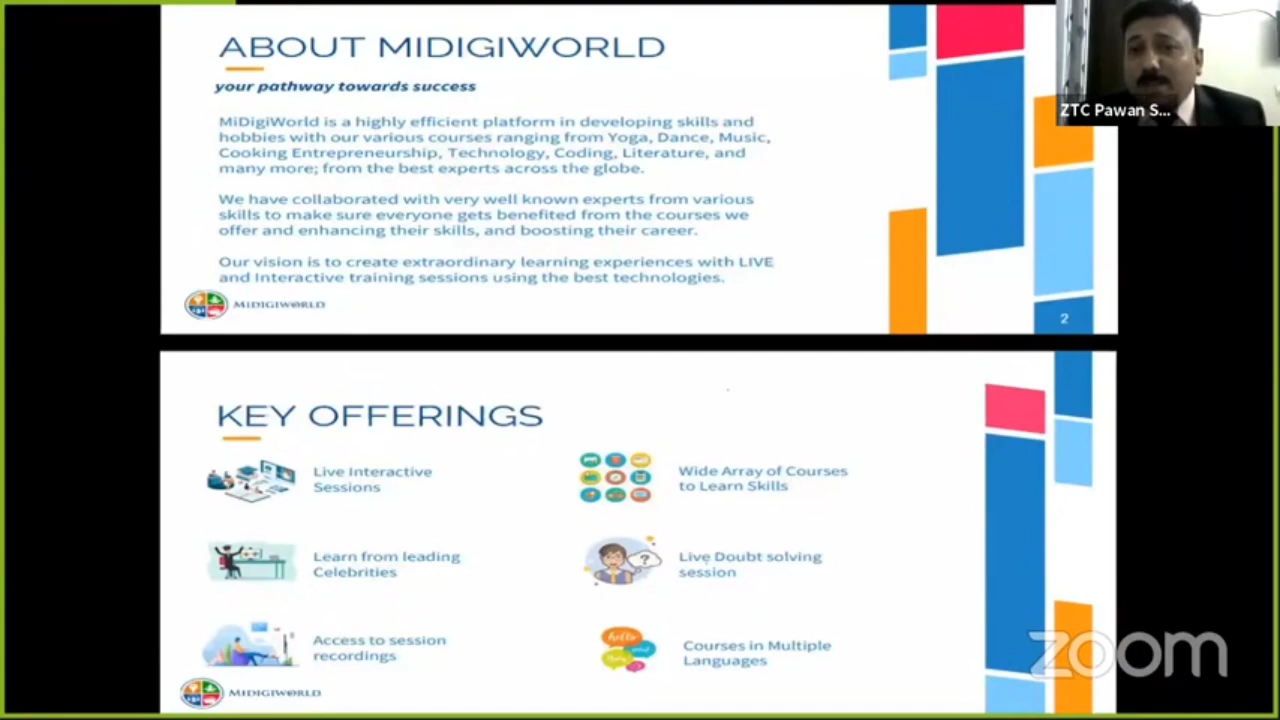 ABOUT MIDIGIWORLD
your pathway towards success
MiDigiWorld is a highly efficient platform in developing skills and
hobbies with our various courses ranging from Yoga, Dance, Music,
Cooking Entrepreneurship, Technology, Coding, Literature, and
many more; from the best experts across the globe.
We have collaborated with very well known experts from various
skills to make sure everyone gets benefited from the courses we
offer and enhancing their skills, and boosting their career.
Our vision is to create extraordinary learning experiences with LIVE
and Interactive training sessions using the best technologies.
MIDIGIWORLD
2
ZTC Pawan S...
KEY OFFERINGS
Live Interactive
Sessions
Wide Array of Courses
to Learn Skills
Learn from leading
Celebrities
?
Live Doubt solving
session
Access to session
recordings
hello
Courses in Multiple
Languages
MIDIGIWORLD
zoom